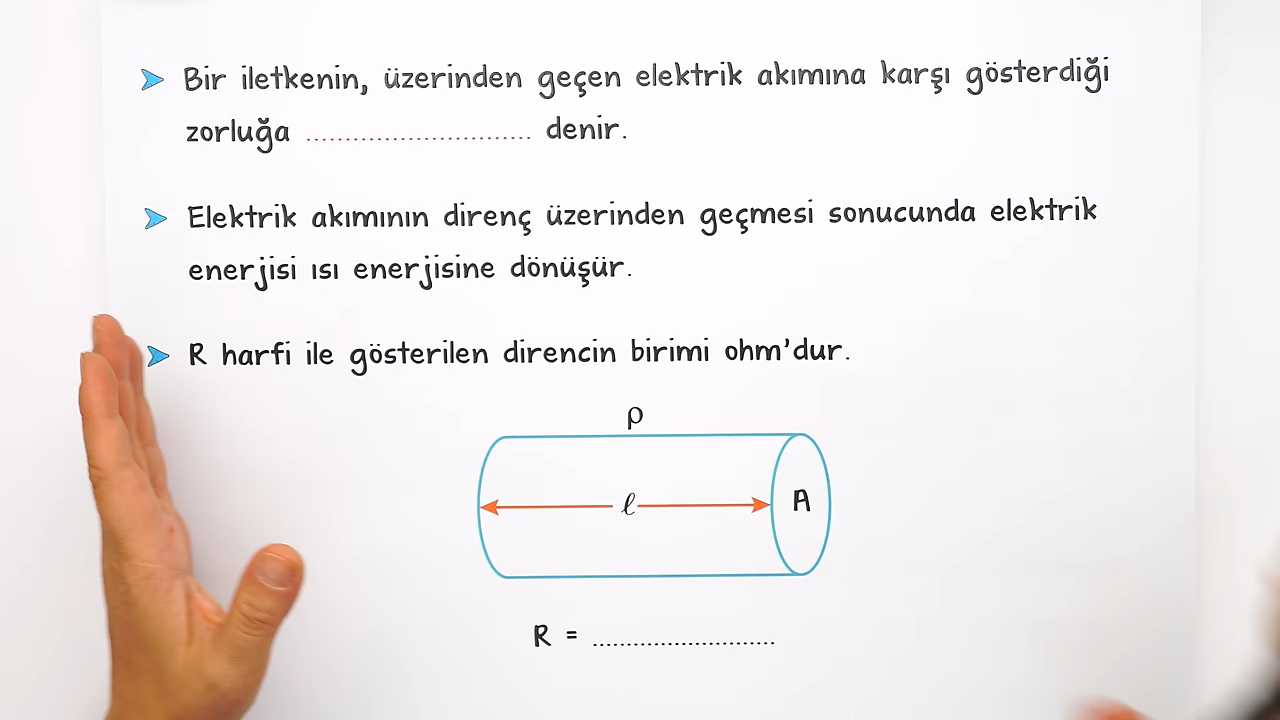 Bir iletkenin, üzerinden geçen elektrik akımına karşı gösterdiği
zorluğa ............................ denir.
Elektrik akımının direnç üzerinden geçmesi sonucunda elektrik
enerjisi ısı enerjisine dönüşür.
R harfi ile gösterilen direncin birimi ohm'dur.
ρ
ℓ
A
R = ..........................